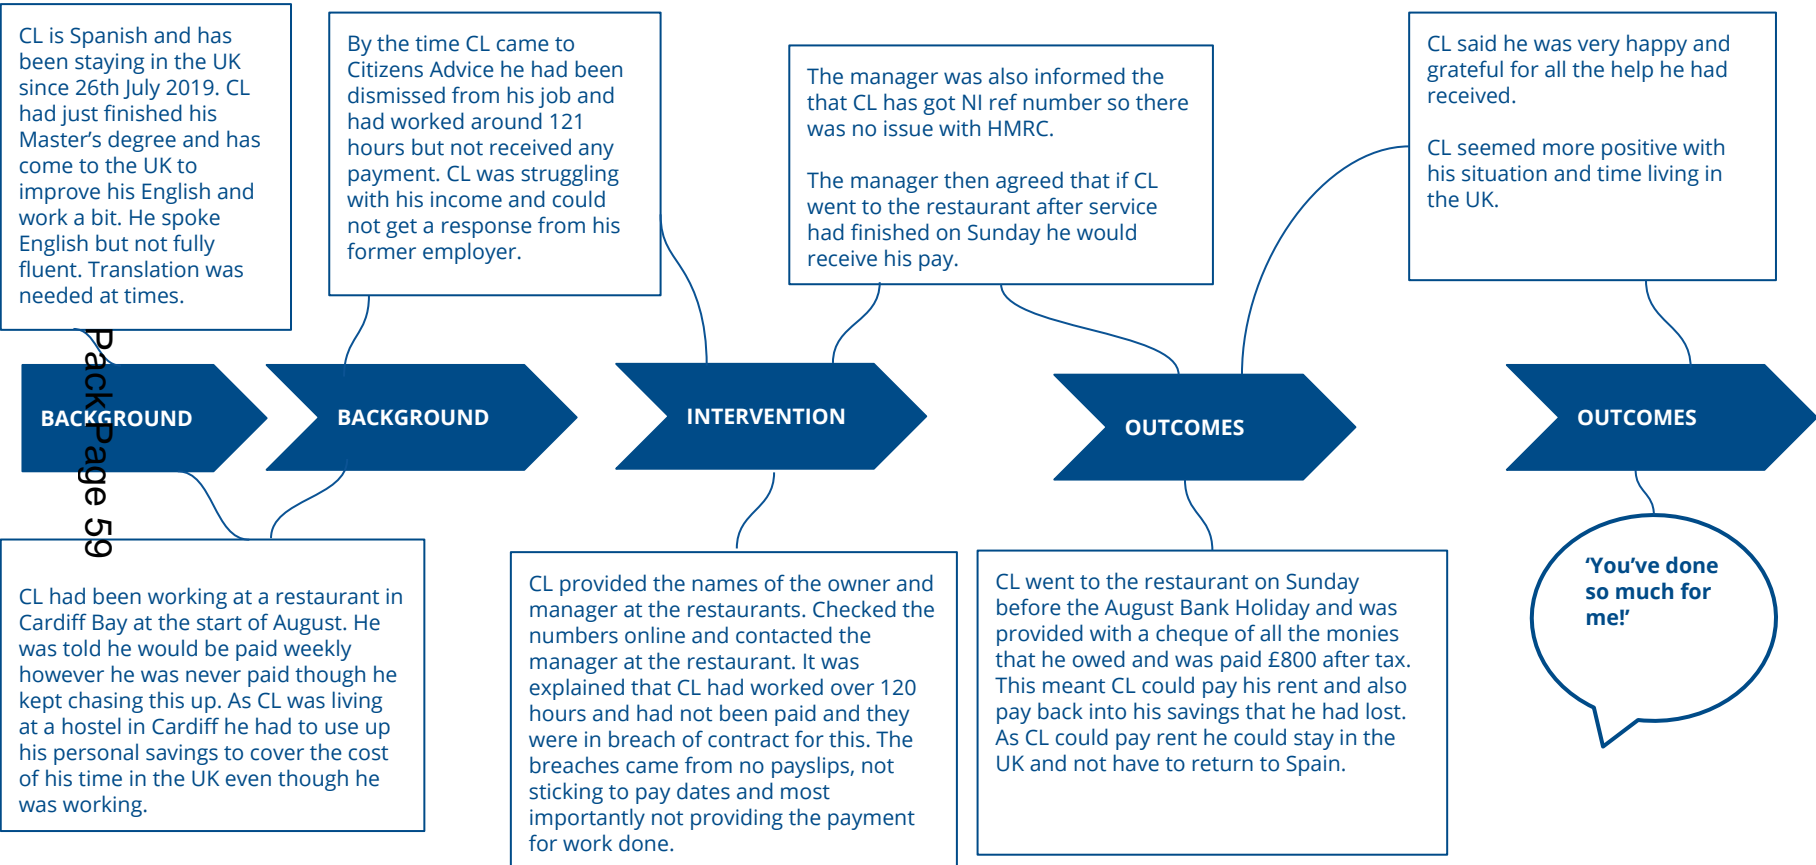 CL is Spanish and has
been staying in the UK
since 26th July 2019. CL
had just finished his
Master’s degree and has
come to the UK to
improve his English and
work a bit. He spoke
English but not fully
fluent. Translation was
needed at times.
By the time CL came to
Citizens Advice he had been
dismissed from his job and
had worked around 121
hours but not received any
payment. CL was struggling
with his income and could
not get a response from his
former employer.
The manager was also informed the
that CL has got NI ref number so there
was no issue with HMRC.
The manager then agreed that if CL
went to the restaurant after service
had finished on Sunday he would
receive his pay.
CL said he was very happy and
grateful for all the help he had
received.
CL seemed more positive with
his situation and time living in
the UK.
Pack Page 59
BACKGROUND
BACKGROUND
INTERVENTION
OUTCOMES
OUTCOMES
CL had been working at a restaurant in
Cardiff Bay at the start of August. He
was told he would be paid weekly
however he was never paid though he
kept chasing this up. As CL was living
at a hostel in Cardiff he had to use up
his personal savings to cover the cost
of his time in the UK even though he
was working.
CL provided the names of the owner and
manager at the restaurants. Checked the
numbers online and contacted the
manager at the restaurant. It was
explained that CL had worked over 120
hours and had not been paid and they
were in breach of contract for this. The
breaches came from no payslips, not
sticking to pay dates and most
importantly not providing the payment
for work done.
CL went to the restaurant on Sunday
before the August Bank Holiday and was
provided with a cheque of all the monies
that he owed and was paid £800 after tax.
This meant CL could pay his rent and also
pay back into his savings that he had lost.
As CL could pay rent he could stay in the
UK and not have to return to Spain.
‘You’ve done
so much for
me!’